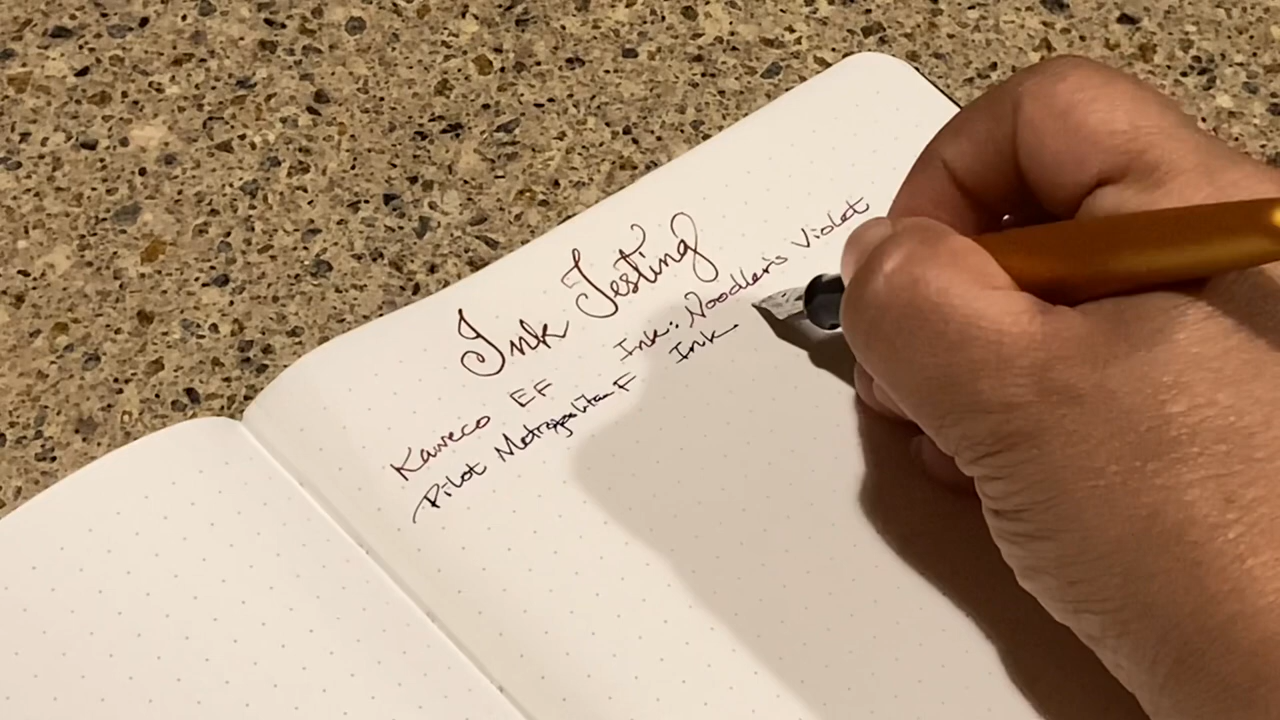 Ink Testing
Kaweco EF Ink: Noodler's Violet
Pilot Metropolitan F Ink